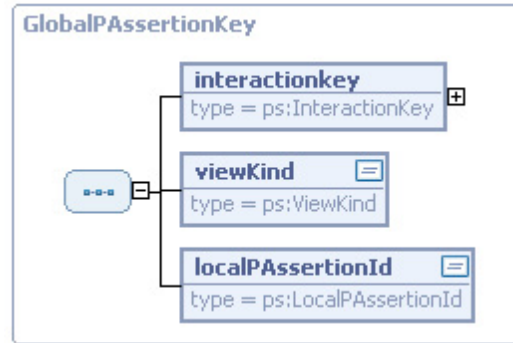 GlobalPAssertionKey
interactionkey
type = ps:InteractionKey
viewKind
type = ps:ViewKind
localPAssertionId
type = ps:LocalPAssertionId